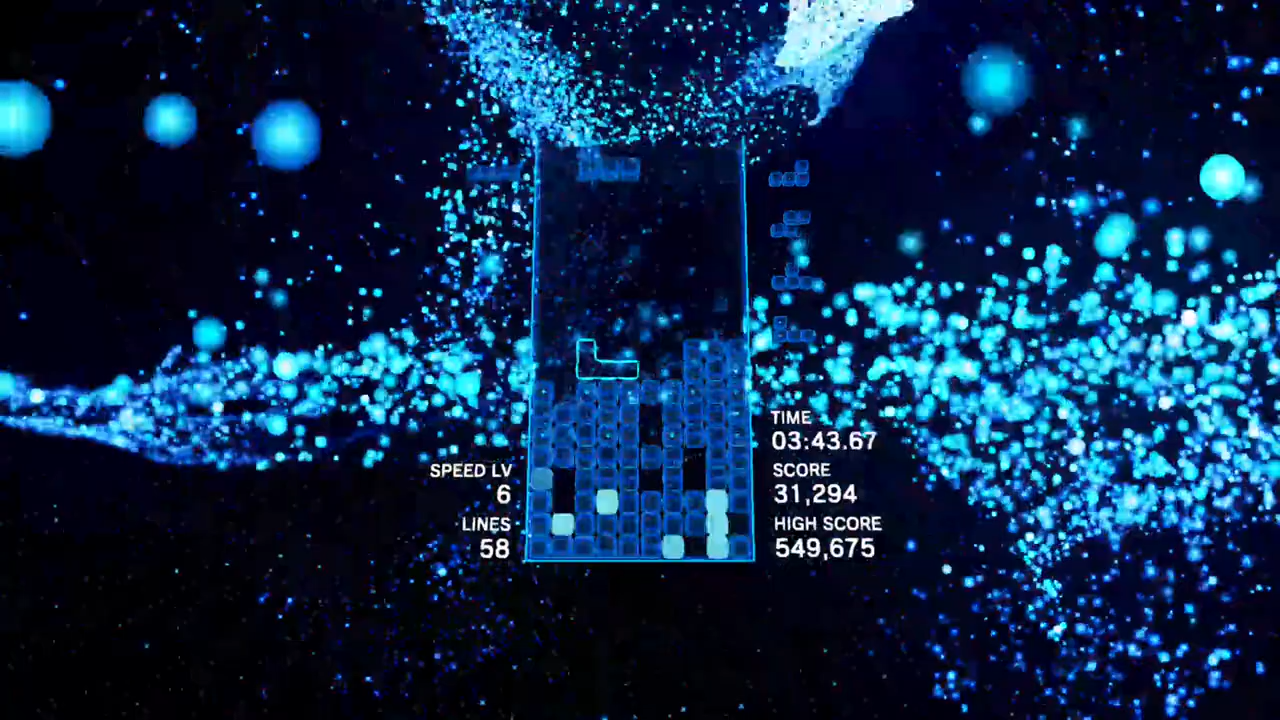 SPEED LV
6
LINES
58
TIME
03:43.67
SCORE
31,294
HIGH SCORE
549,675